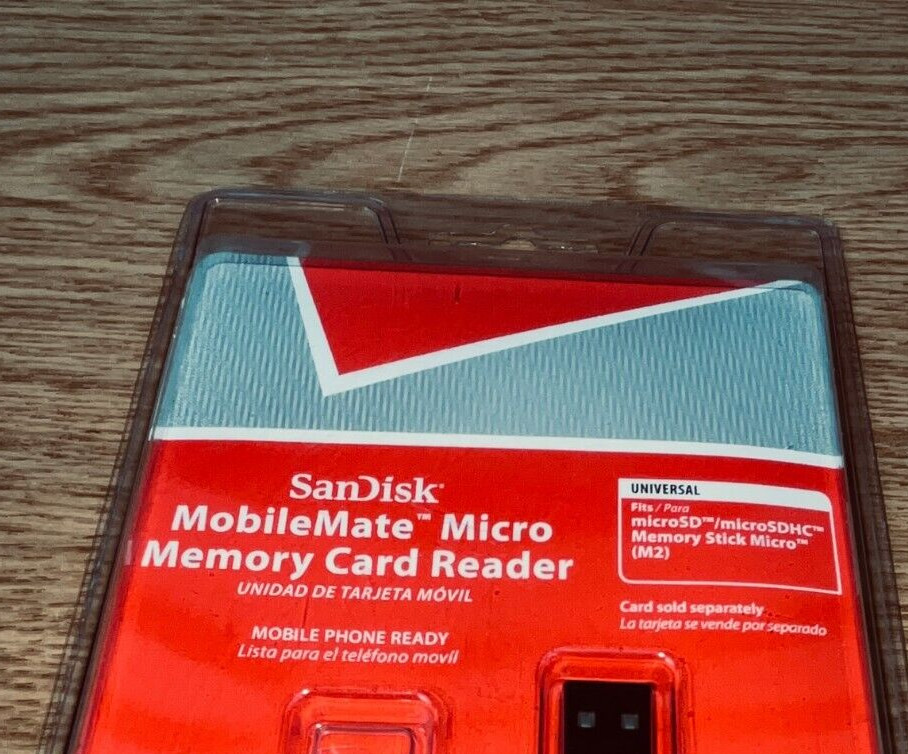 SanDisk®
MobileMate™ Micro
Memory Card Reader
UNIDAD DE TARJETA MÓVIL
MOBILE PHONE READY
Lista para el teléfono movil
UNIVERSAL
Fits / Para
microSD™/microSDHC™
Memory Stick Micro™
(M2)
Card sold separately
La tarjeta se vende por separado